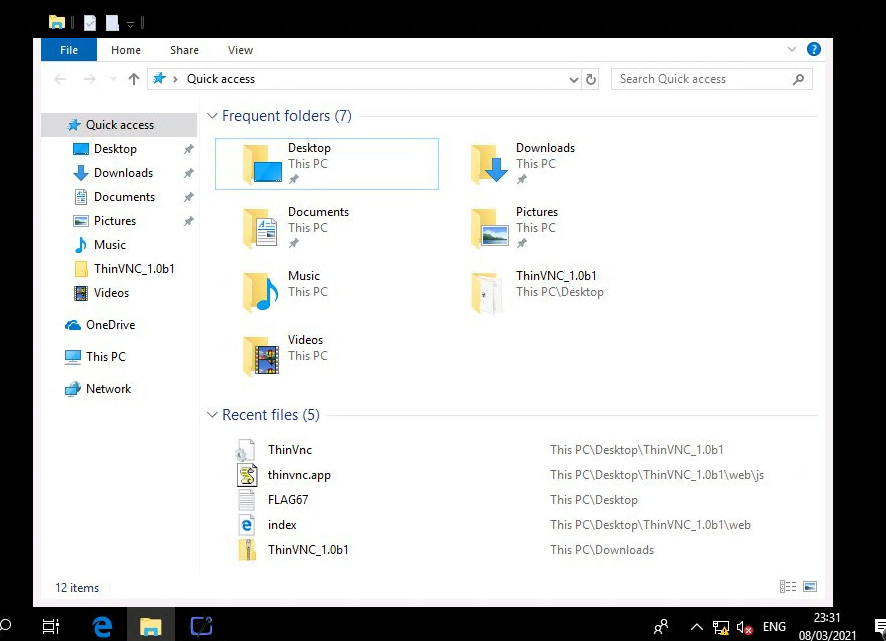 File Home Share View
Quick access
Search Quick access
Quick access
Desktop
Downloads
Documents
Pictures
Music
ThinVNC_1.0b1
Videos
OneDrive
This PC
Network
Frequent folders (7)
Desktop
This PC
Downloads
This PC
Documents
This PC
Pictures
This PC
Music
This PC
ThinVNC_1.0b1
This PC\Desktop
Videos
This PC
Recent files (5)
ThinVnc This PC\Desktop\ThinVNC_1.0b1
thinvnc.app This PC\Desktop\ThinVNC_1.0b1\web\js
FLAG67 This PC\Desktop
index This PC\Desktop\ThinVNC_1.0b1\web
ThinVNC_1.0b1 This PC\Downloads
12 items
ENG
23:31
08/03/2021